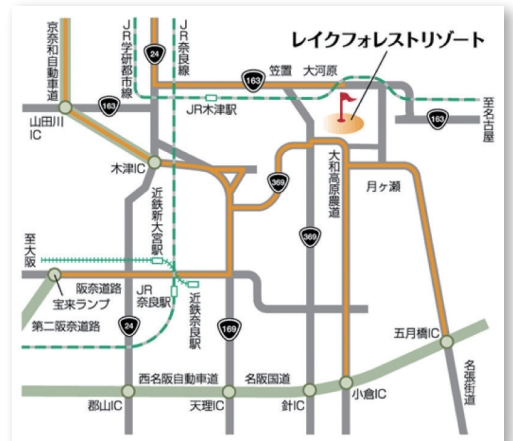 京奈和自動車道
JR学研都市線
JR奈良線
24
レイクフォレストリゾート
163
笠置
大河原
163
JR木津駅
山田川
IC
至名古屋
163
木津IC
369
大和高原農道
月ヶ瀬
近鉄新大宮駅
369
至大阪
阪奈道路
JR
奈良駅
近鉄奈良駅
宝来ランプ
第二阪奈道路
24
169
五月橋IC
名張街道
西名阪自動車道
名阪国道
郡山IC
天理IC
針IC
小倉IC